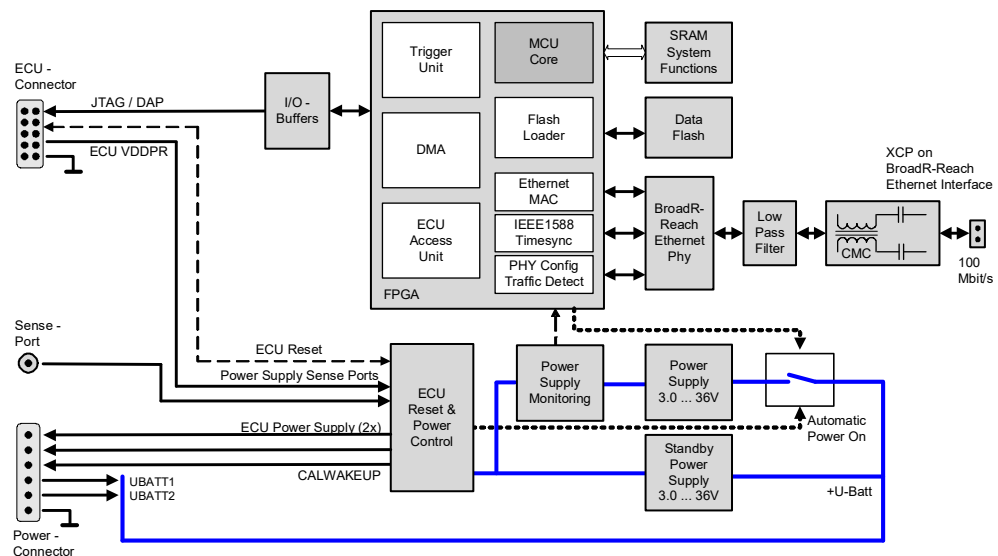 Trigger
Unit
MCU
Core
SRAM
System
Functions
ECU -
Connector
JTAG / DAP
I/O -
Buffers
DMA
Flash
Loader
Data
Flash
ECU VDDPR
XCP on
BroadR-Reach
Ethernet Interface
Ethernet
MAC
ECU
Access
Unit
IEEE1588
Timesync
BroadR-
Reach
Ethernet
Phy
Low
Pass
Filter
CMC
PHY Config
Traffic Detect
100
Mbit/s
FPGA
Sense -
Port
ECU Reset
Power Supply Sense Ports
ECU
Reset &
Power
Control
Power
Supply
Monitoring
Power
Supply
3.0 ... 36V
Automatic
Power On
ECU Power Supply (2x)
CALWAKEUP
Standby
Power
Supply
3.0 ... 36V
UBATT1
UBATT2
+U-Batt
Power -
Connector